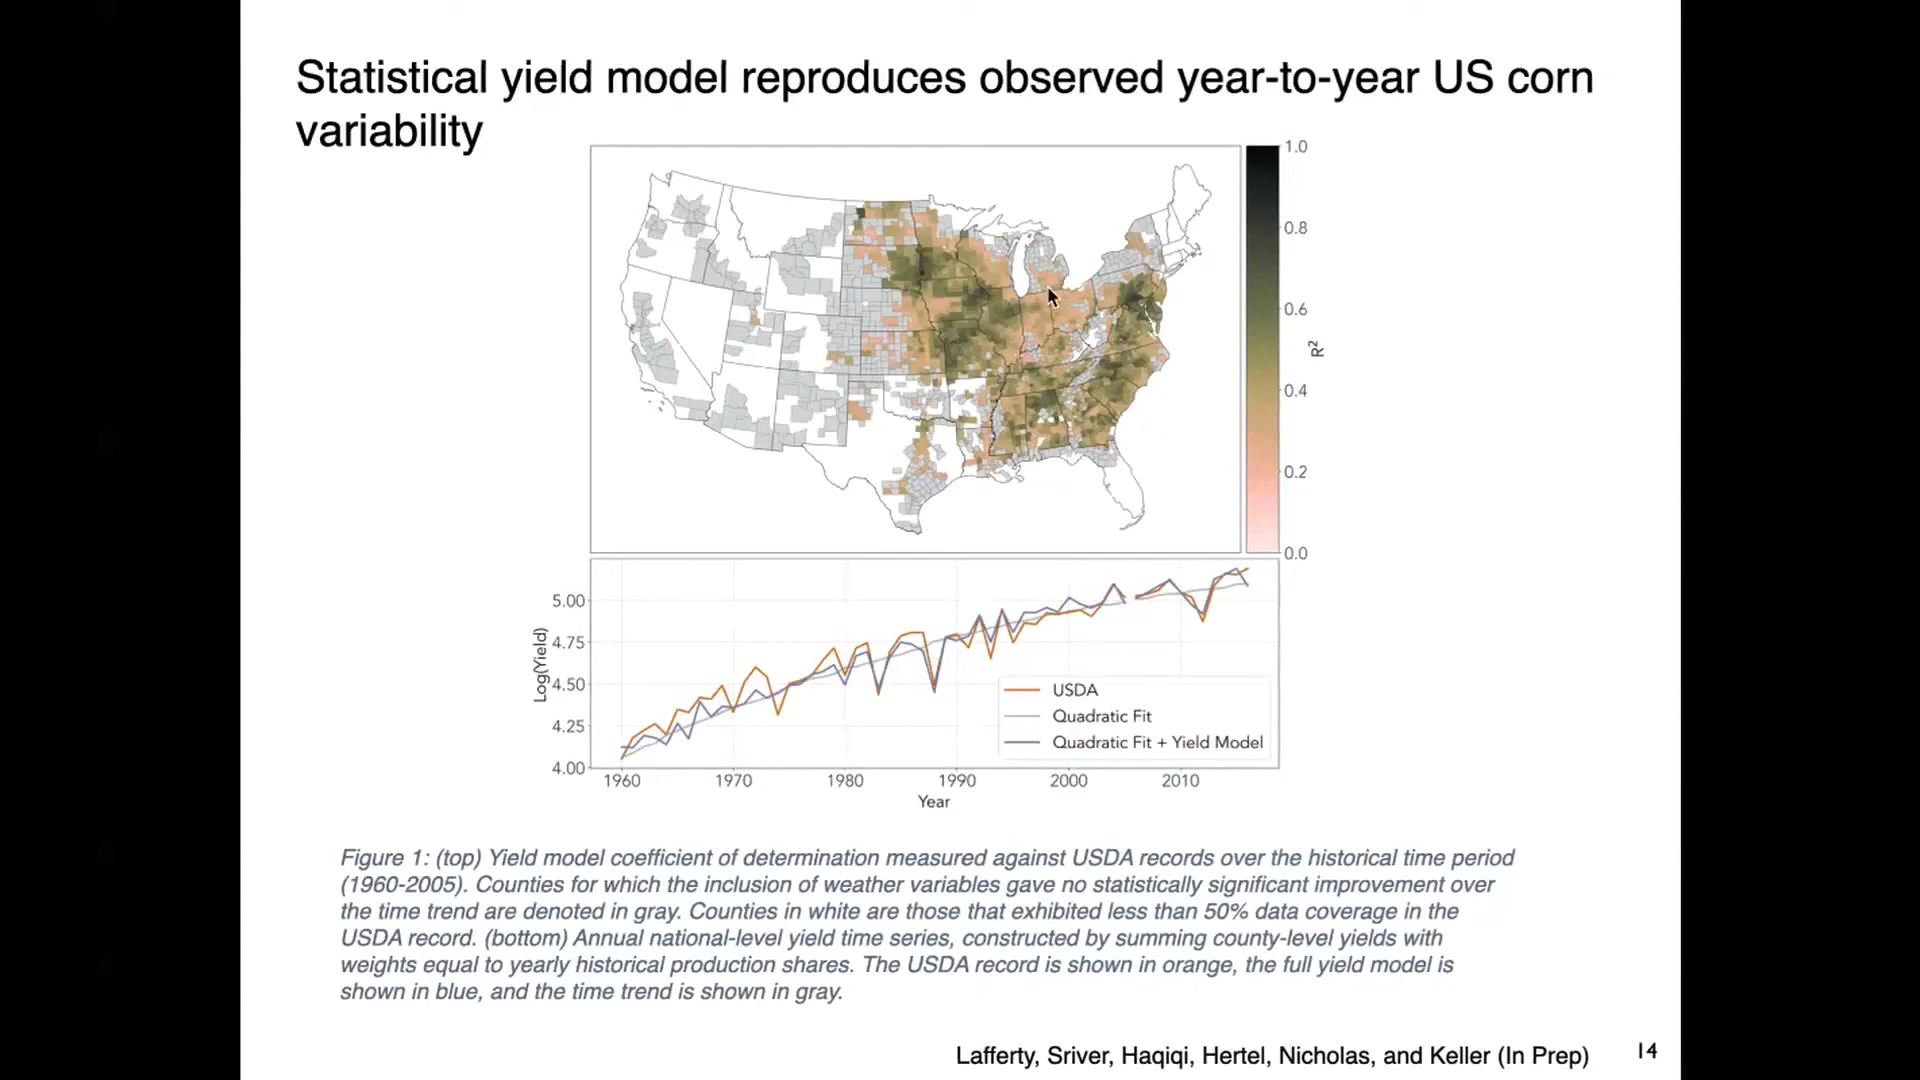 Statistical yield model reproduces observed year-to-year US corn
variability
1.0
0.8
0.6
R²
0.4
0.2
0.0
5.00
4.75
4.50
4.25
4.00
Log(Yield)
USDA
Quadratic Fit
Quadratic Fit + Yield Model
1960 1970 1980 1990 2000 2010
Year
Figure 1: (top) Yield model coefficient of determination measured against USDA records over the historical time period
(1960-2005). Counties for which the inclusion of weather variables gave no statistically significant improvement over
the time trend are denoted in gray. Counties in white are those that exhibited less than 50% data coverage in the
USDA record. (bottom) Annual national-level yield time series, constructed by summing county-level yields with
weights equal to yearly historical production shares. The USDA record is shown in orange, the full yield model is
shown in blue, and the time trend is shown in gray.
Lafferty, Sriver, Haqiqi, Hertel, Nicholas, and Keller (In Prep)
14